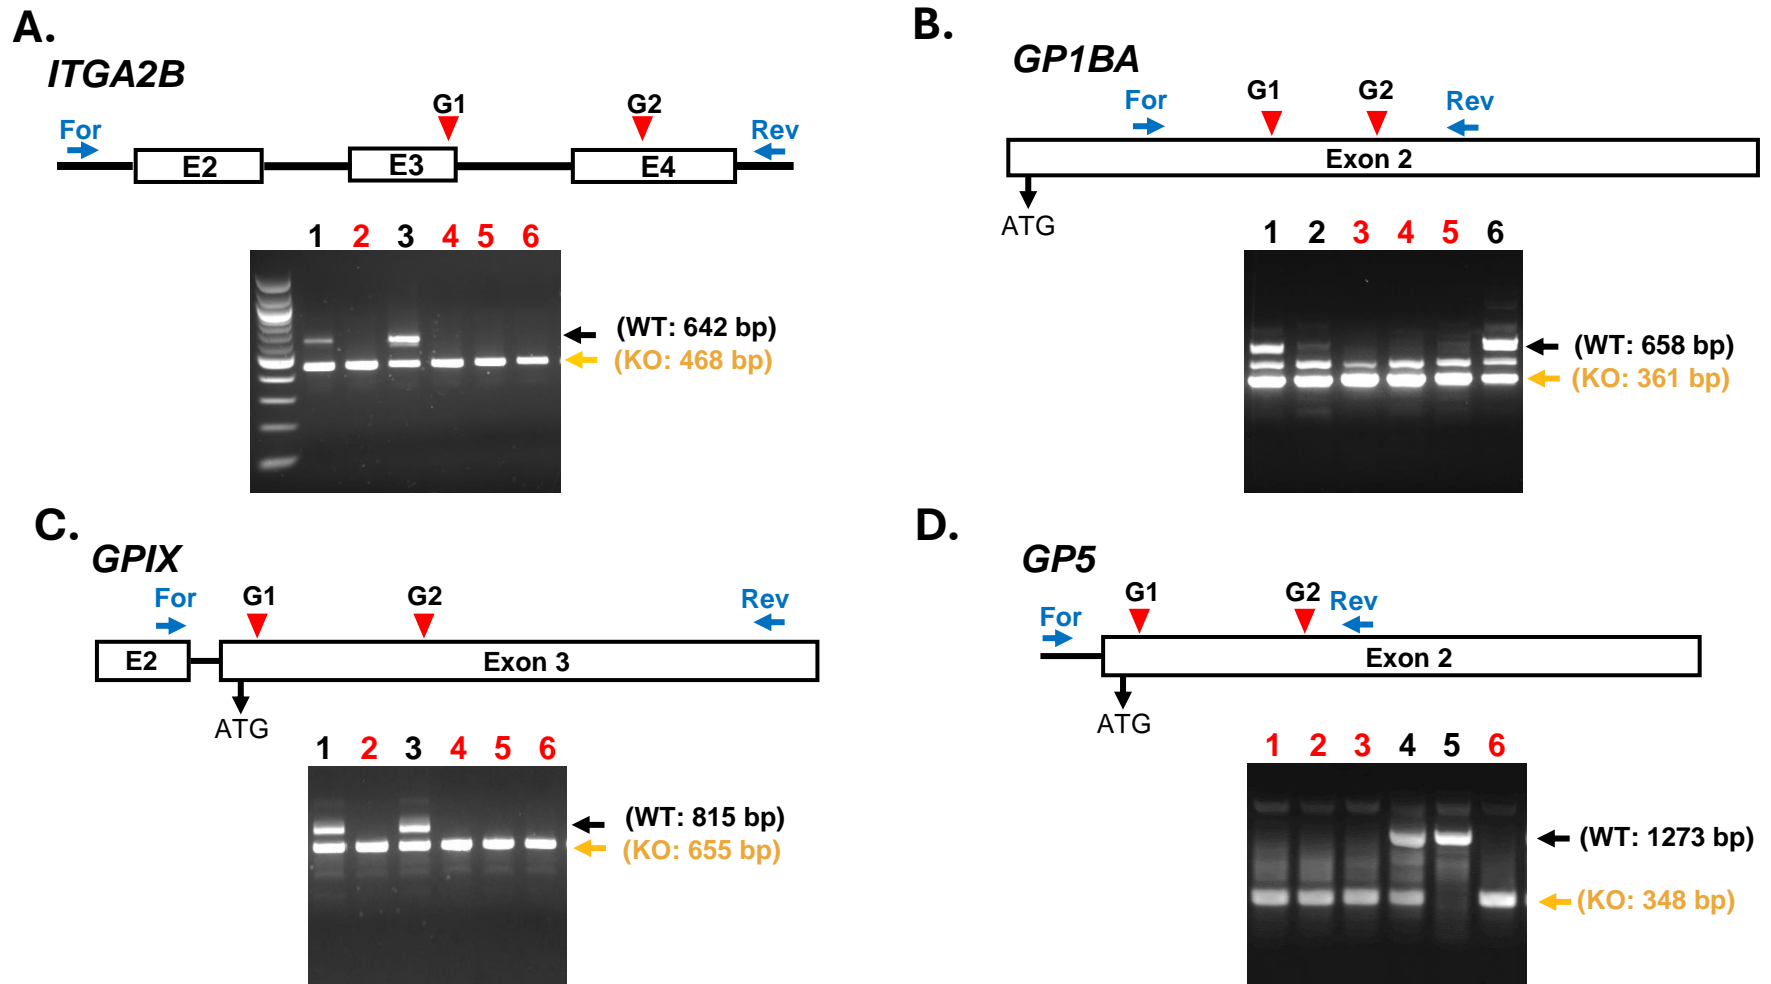 A.
ITGA2B
For
G1
G2
Rev
E2
E3
E4
1 2 3 4 5 6
(WT: 642 bp)
(KO: 468 bp)
B.
GP1BA
For
G1
G2
Rev
Exon 2
ATG
1 2 3 4 5 6
(WT: 658 bp)
(KO: 361 bp)
C.
GPIX
For
G1
G2
Rev
E2
Exon 3
ATG
1 2 3 4 5 6
(WT: 815 bp)
(KO: 655 bp)
D.
GP5
For
G1
G2
Rev
Exon 2
ATG
1 2 3 4 5 6
(WT: 1273 bp)
(KO: 348 bp)